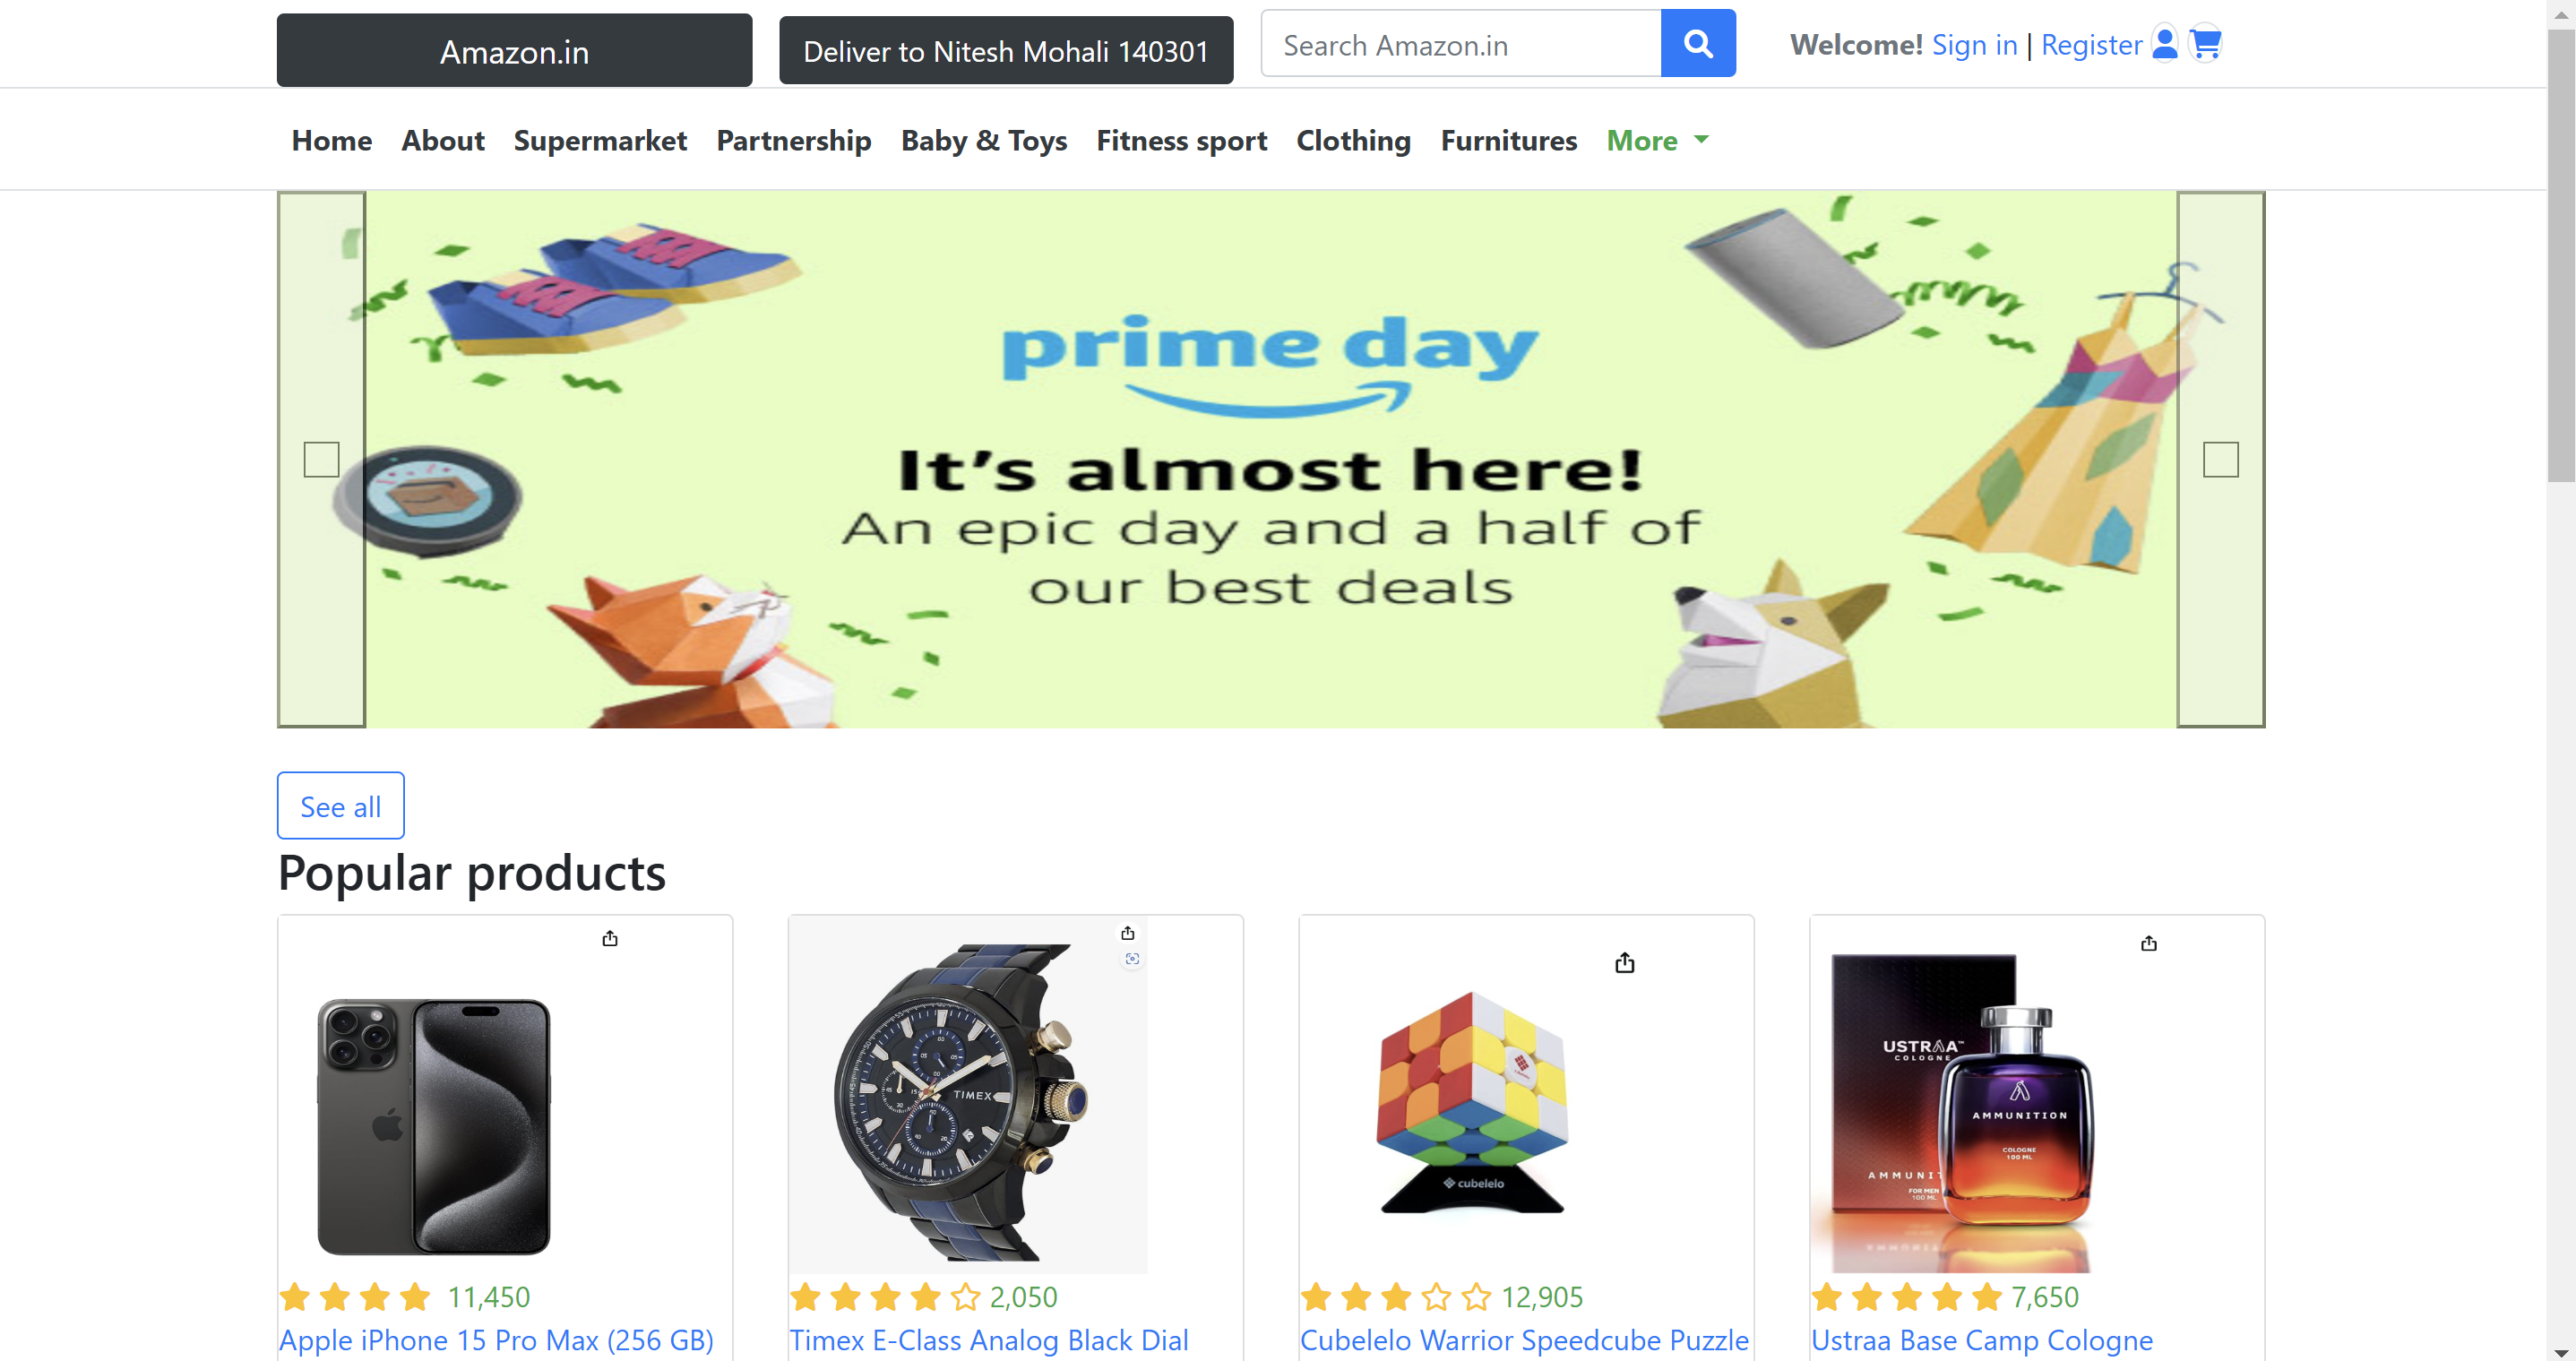 Amazon.in
Deliver to Nitesh Mohali 140301
Search Amazon.in
Welcome! Sign in | Register
Home About Supermarket Partnership Baby & Toys Fitness sport Clothing Furnitures More
prime day
It's almost here!
An epic day and a half of
our best deals
See all
Popular products
11,450
Apple iPhone 15 Pro Max (256 GB)
TIMEX
2,050
Timex E-Class Analog Black Dial
cubelelo
12,905
Cubelelo Warrior Speedcube Puzzle
USTRAA
COLOGNE
AMMUNITION
COLOGNE
100 ML
AMMUNIT
FOR MEN
100 ML
7,650
Ustraa Base Camp Cologne